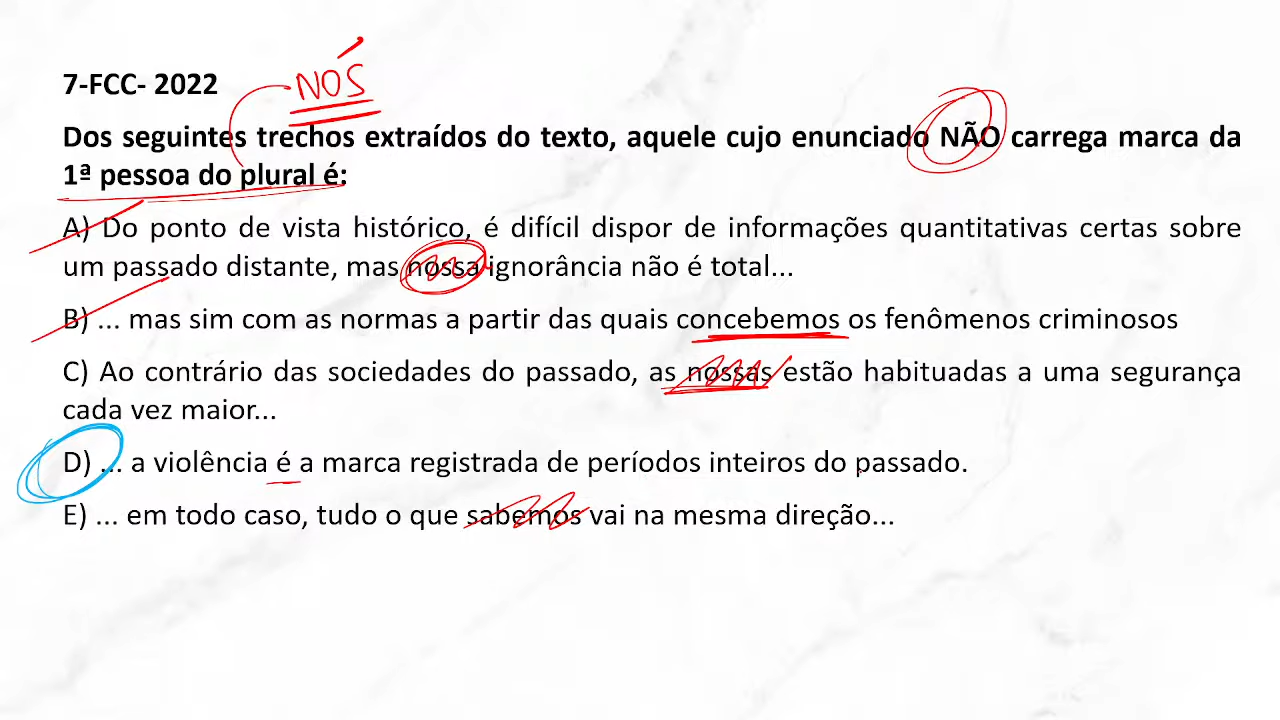 7-FCC- 2022
NÓS
Dos seguintes trechos extraídos do texto, aquele cujo enunciado NÃO carrega marca da
1ª pessoa do plural é:
A) Do ponto de vista histórico, é difícil dispor de informações quantitativas certas sobre
um passado distante, mas nossa ignorância não é total...
B) ... mas sim com as normas a partir das quais concebemos os fenômenos criminosos
C) Ao contrário das sociedades do passado, as nossas estão habituadas a uma segurança
cada vez maior...
D) ... a violência é a marca registrada de períodos inteiros do passado.
E) ... em todo caso, tudo o que sabemos vai na mesma direção...